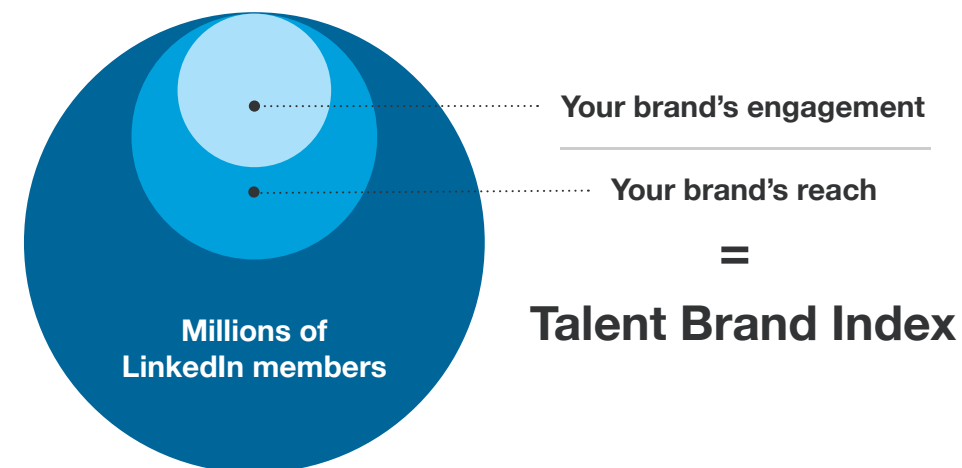 Your brand’s engagement
Your brand’s reach
=
Talent Brand Index
Millions of
LinkedIn members